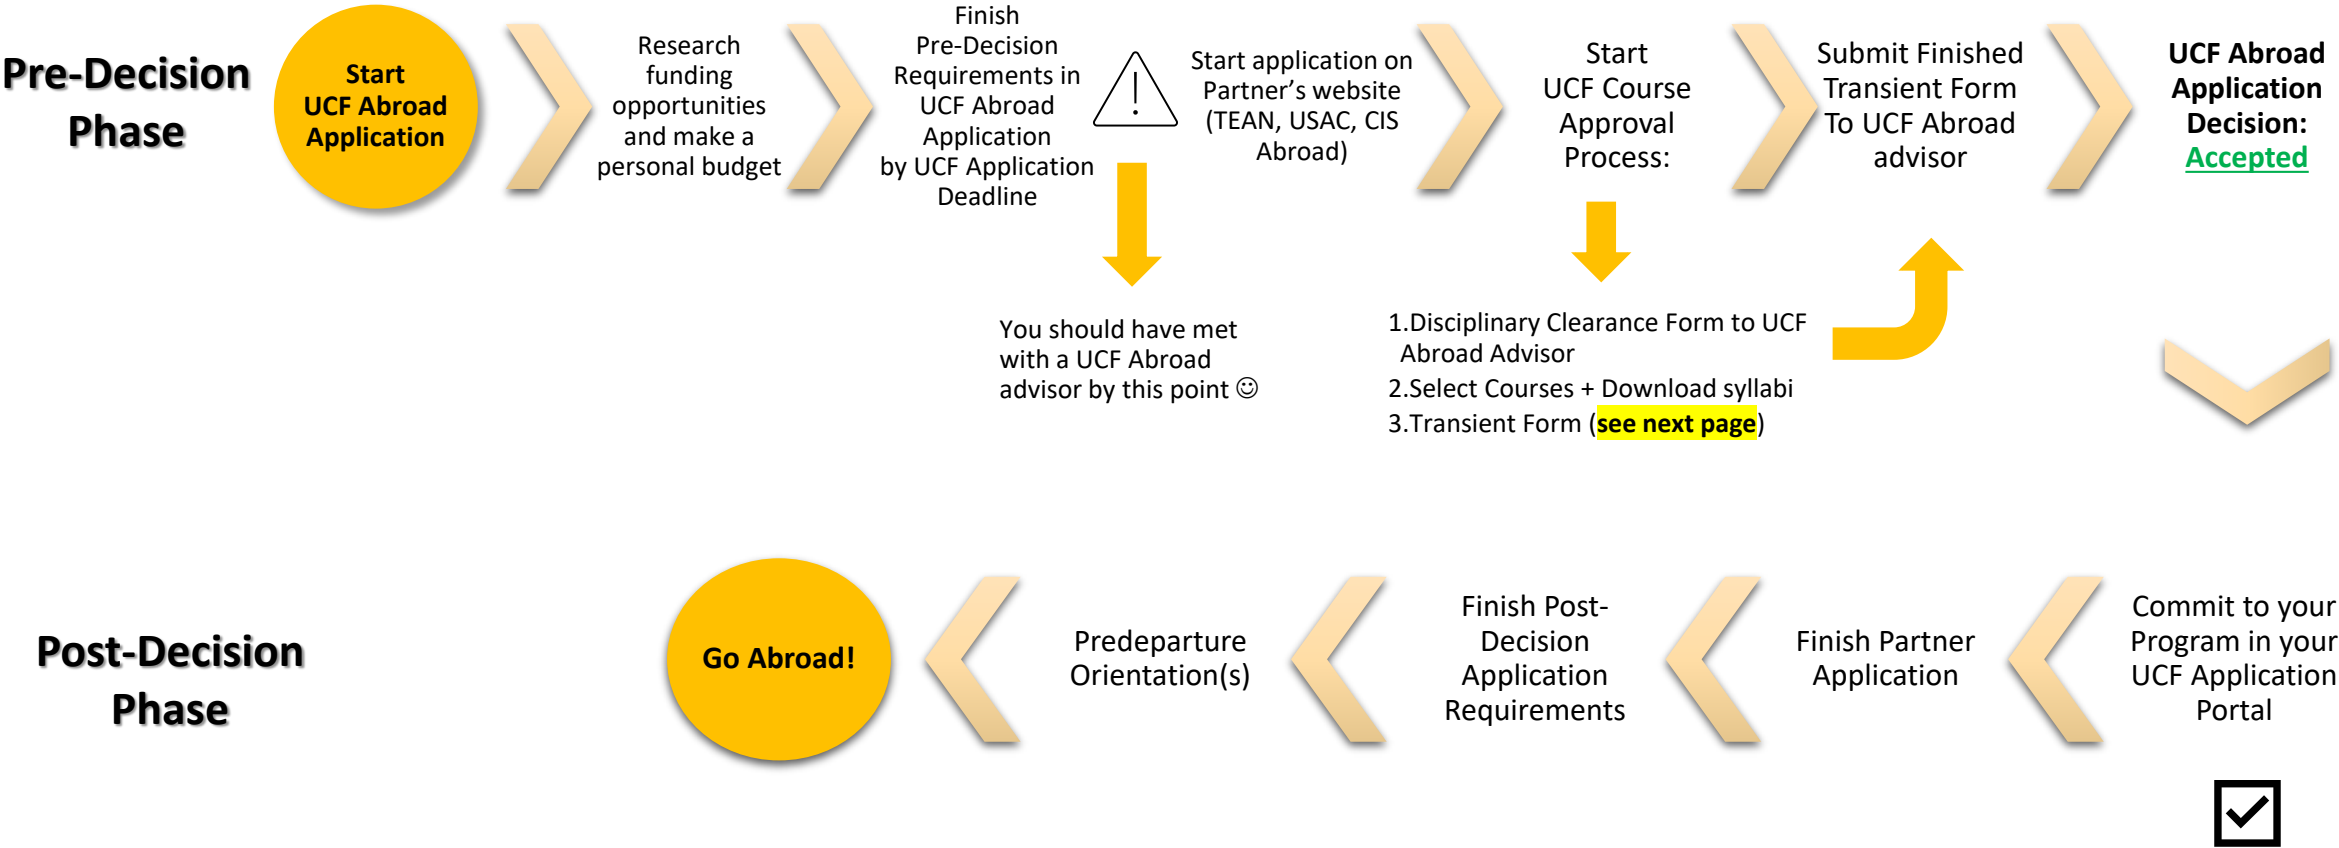 Pre-Decision
Phase
Start
UCF Abroad
Application
Research
funding
opportunities
and make a
personal budget
Finish
Pre-Decision
Requirements in
UCF Abroad
Application
by UCF Application
Deadline
Start application on
Partner’s website
(TEAN, USAC, CIS
Abroad)
Start
UCF Course
Approval
Process:
Submit Finished
Transient Form
To UCF Abroad
advisor
UCF Abroad
Application
Decision:
Accepted
You should have met
with a UCF Abroad
advisor by this point ☺
1.Disciplinary Clearance Form to UCF
Abroad Advisor
2.Select Courses + Download syllabi
3.Transient Form (see next page)
Post-Decision
Phase
Go Abroad!
Predeparture
Orientation(s)
Finish Post-
Decision
Application
Requirements
Finish Partner
Application
Commit to your
Program in your
UCF Application
Portal